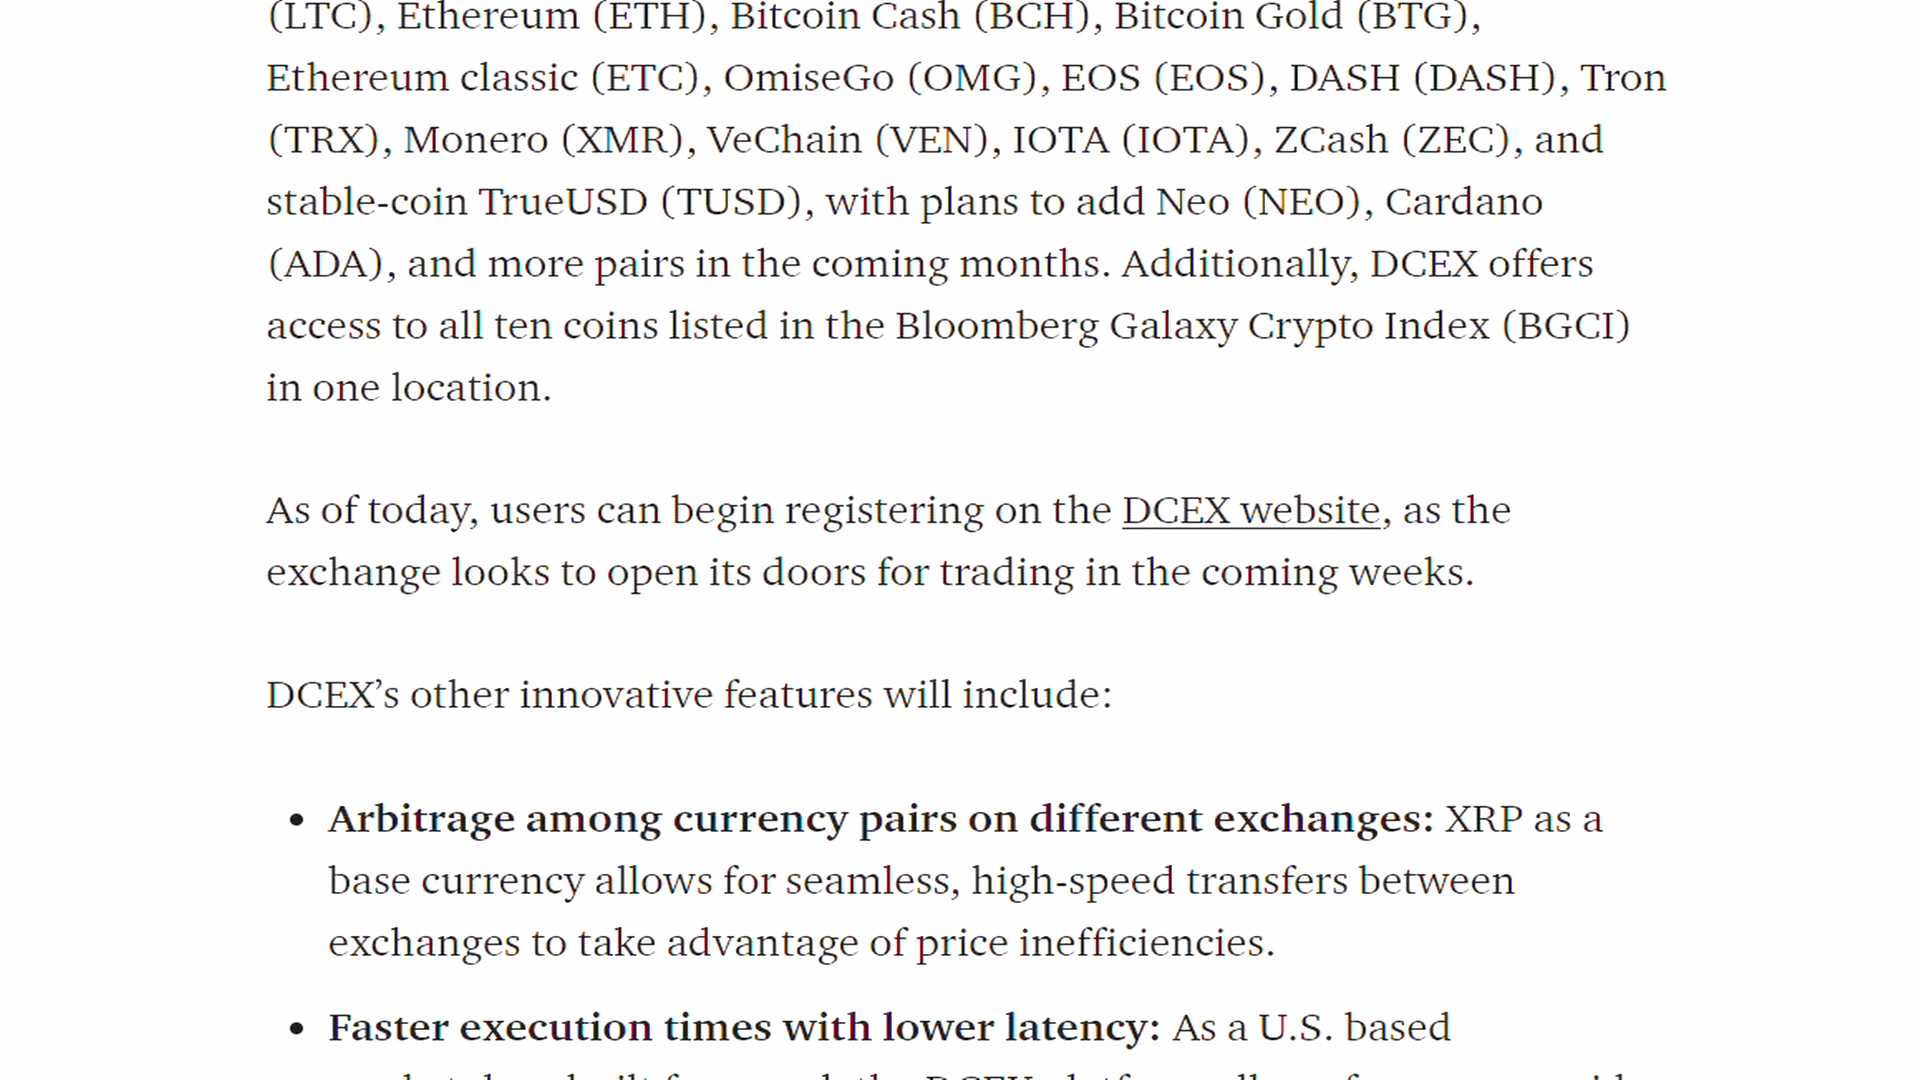 (LTC), Ethereum (ETH), Bitcoin Cash (BCH), Bitcoin Gold (BTG),
Ethereum classic (ETC), OmiseGo (OMG), EOS (EOS), DASH (DASH), Tron
(TRX), Monero (XMR), VeChain (VEN), IOTA (IOTA), ZCash (ZEC), and
stable-coin TrueUSD (TUSD), with plans to add Neo (NEO), Cardano
(ADA), and more pairs in the coming months. Additionally, DCEX offers
access to all ten coins listed in the Bloomberg Galaxy Crypto Index (BGCI)
in one location.
As of today, users can begin registering on the DCEX website, as the
exchange looks to open its doors for trading in the coming weeks.
DCEX’s other innovative features will include:
• Arbitrage among currency pairs on different exchanges: XRP as a
base currency allows for seamless, high-speed transfers between
exchanges to take advantage of price inefficiencies.
• Faster execution times with lower latency: As a U.S. based